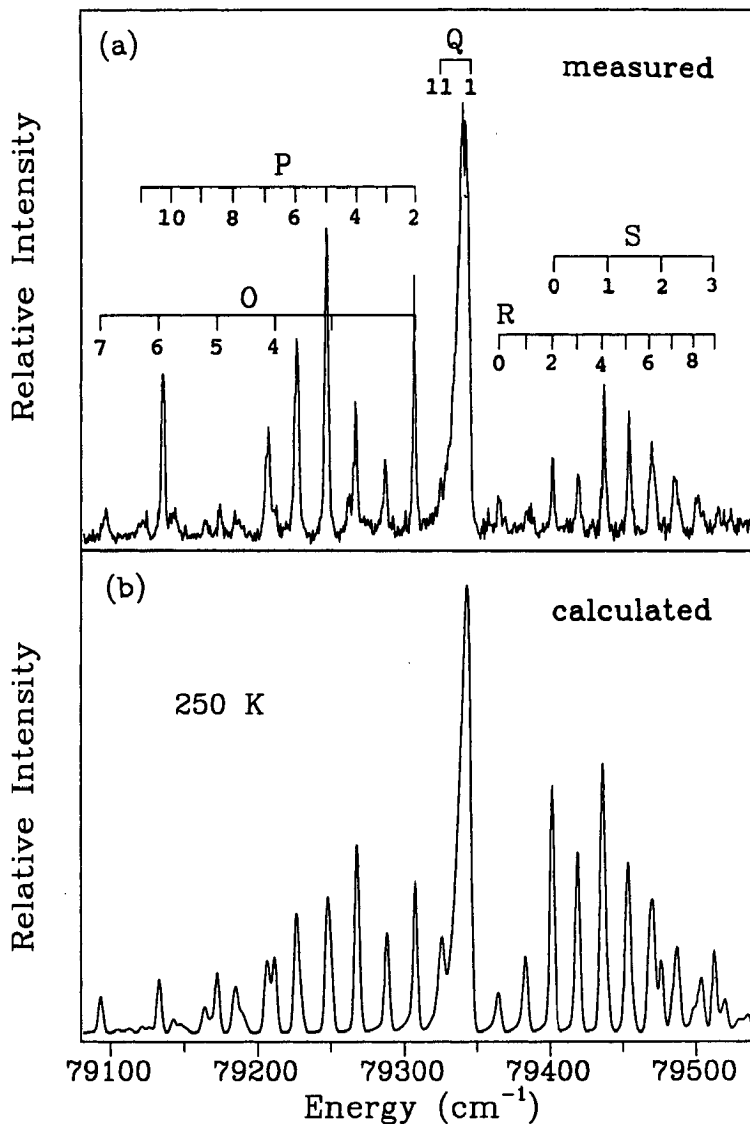 (a)
Q
11 1
measured
P
10 8 6 4 2
O
7 6 5 4
S
0 1 2 3
R
0 2 4 6 8
Relative Intensity
(b)
calculated
250 K
Relative Intensity
79100 79200 79300 79400 79500
Energy (cm⁻¹)